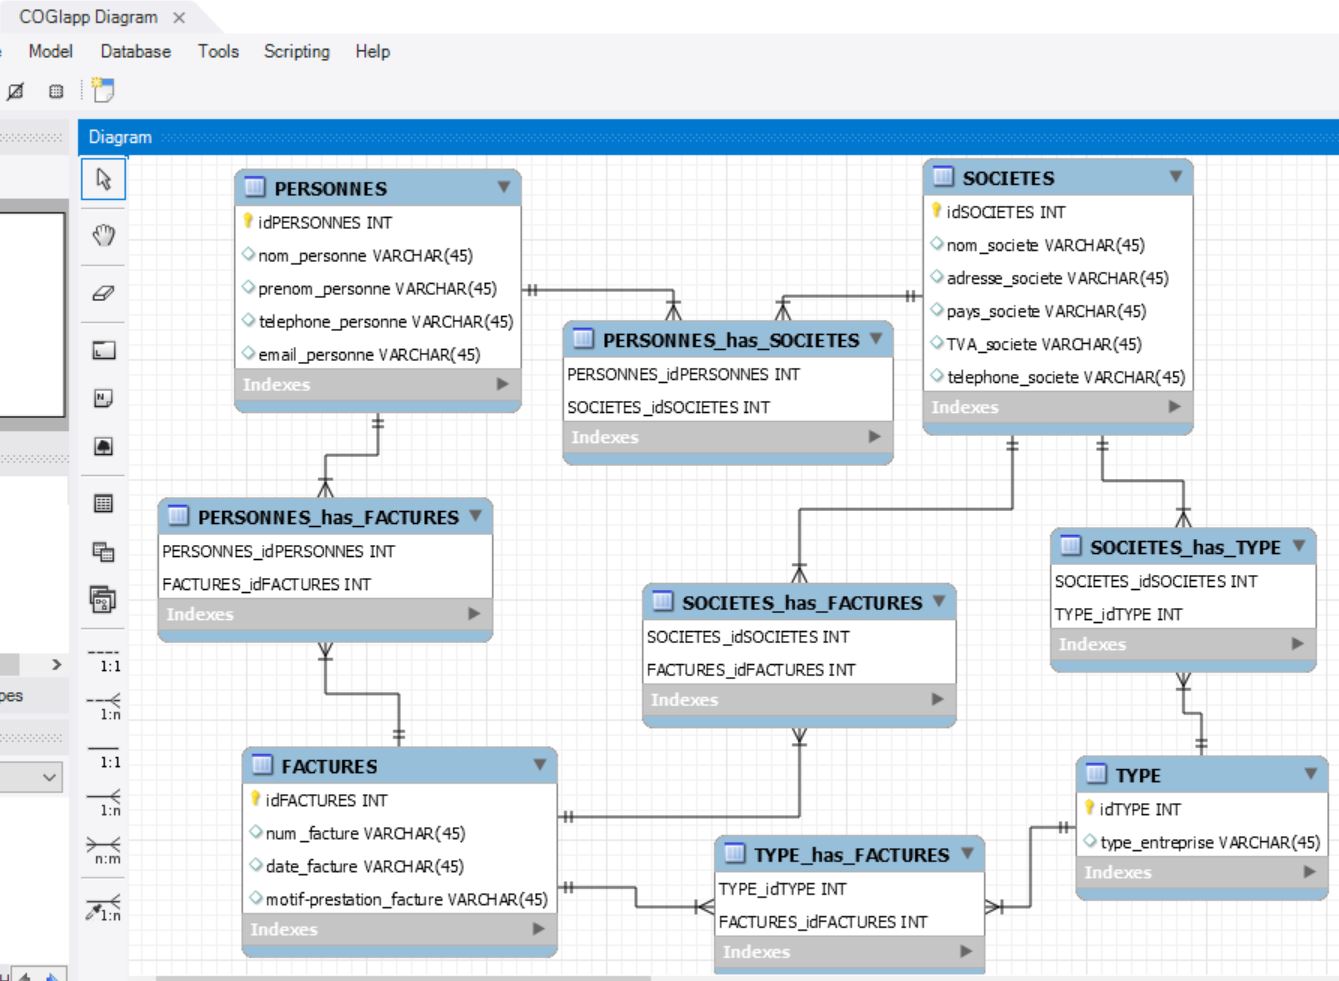 COGIapp Diagram
Model Database Tools Scripting Help
Diagram
PERSONNES
idPERSONNES INT
nom_personne VARCHAR(45)
prenom_personne VARCHAR(45)
telephone_personne VARCHAR(45)
email_personne VARCHAR(45)
Indexes
SOCIETES
idSOCIETES INT
nom_societe VARCHAR(45)
adresse_societe VARCHAR(45)
pays_societe VARCHAR(45)
TVA_societe VARCHAR(45)
telephone_societe VARCHAR(45)
Indexes
PERSONNES_has_SOCIETES
PERSONNES_idPERSONNES INT
SOCIETES_idSOCIETES INT
Indexes
PERSONNES_has_FACTURES
PERSONNES_idPERSONNES INT
FACTURES_idFACTURES INT
Indexes
SOCIETES_has_FACTURES
SOCIETES_idSOCIETES INT
FACTURES_idFACTURES INT
Indexes
SOCIETES_has_TYPE
SOCIETES_idSOCIETES INT
TYPE_idTYPE INT
Indexes
FACTURES
idFACTURES INT
num_facture VARCHAR(45)
date_facture VARCHAR(45)
motif-prestation_facture VARCHAR(45)
Indexes
TYPE_has_FACTURES
TYPE_idTYPE INT
FACTURES_idFACTURES INT
Indexes
TYPE
idTYPE INT
type_entreprise VARCHAR(45)
Indexes
1:1
1:n
1:1
1:n
n:m
1:n